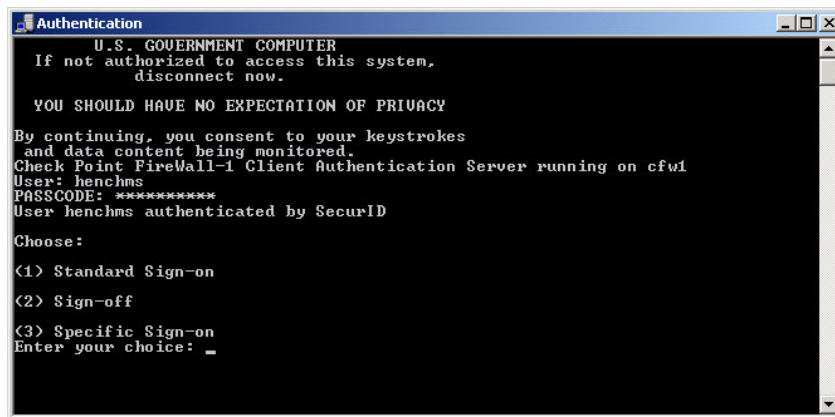 Authentication
U.S. GOVERNMENT COMPUTER
If not authorized to access this system,
disconnect now.
YOU SHOULD HAVE NO EXPECTATION OF PRIVACY
By continuing, you consent to your keystrokes
and data content being monitored.
Check Point FireWall-1 Client Authentication Server running on cfw1
User: henchms
PASSCODE: **********
User henchms authenticated by SecurID
Choose:
(1) Standard Sign-on
(2) Sign-off
(3) Specific Sign-on
Enter your choice: _